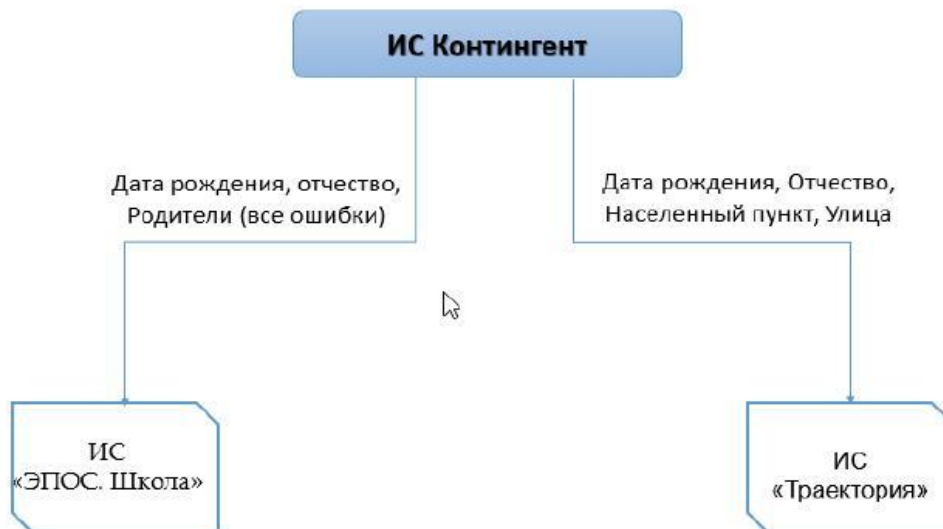 ИС Контингент
Дата рождения, отчество,
Родители (все ошибки)
Дата рождения, Отчество,
Населенный пункт, Улица
ИС
«ЭПОС. Школа»
ИС
«Траектория»